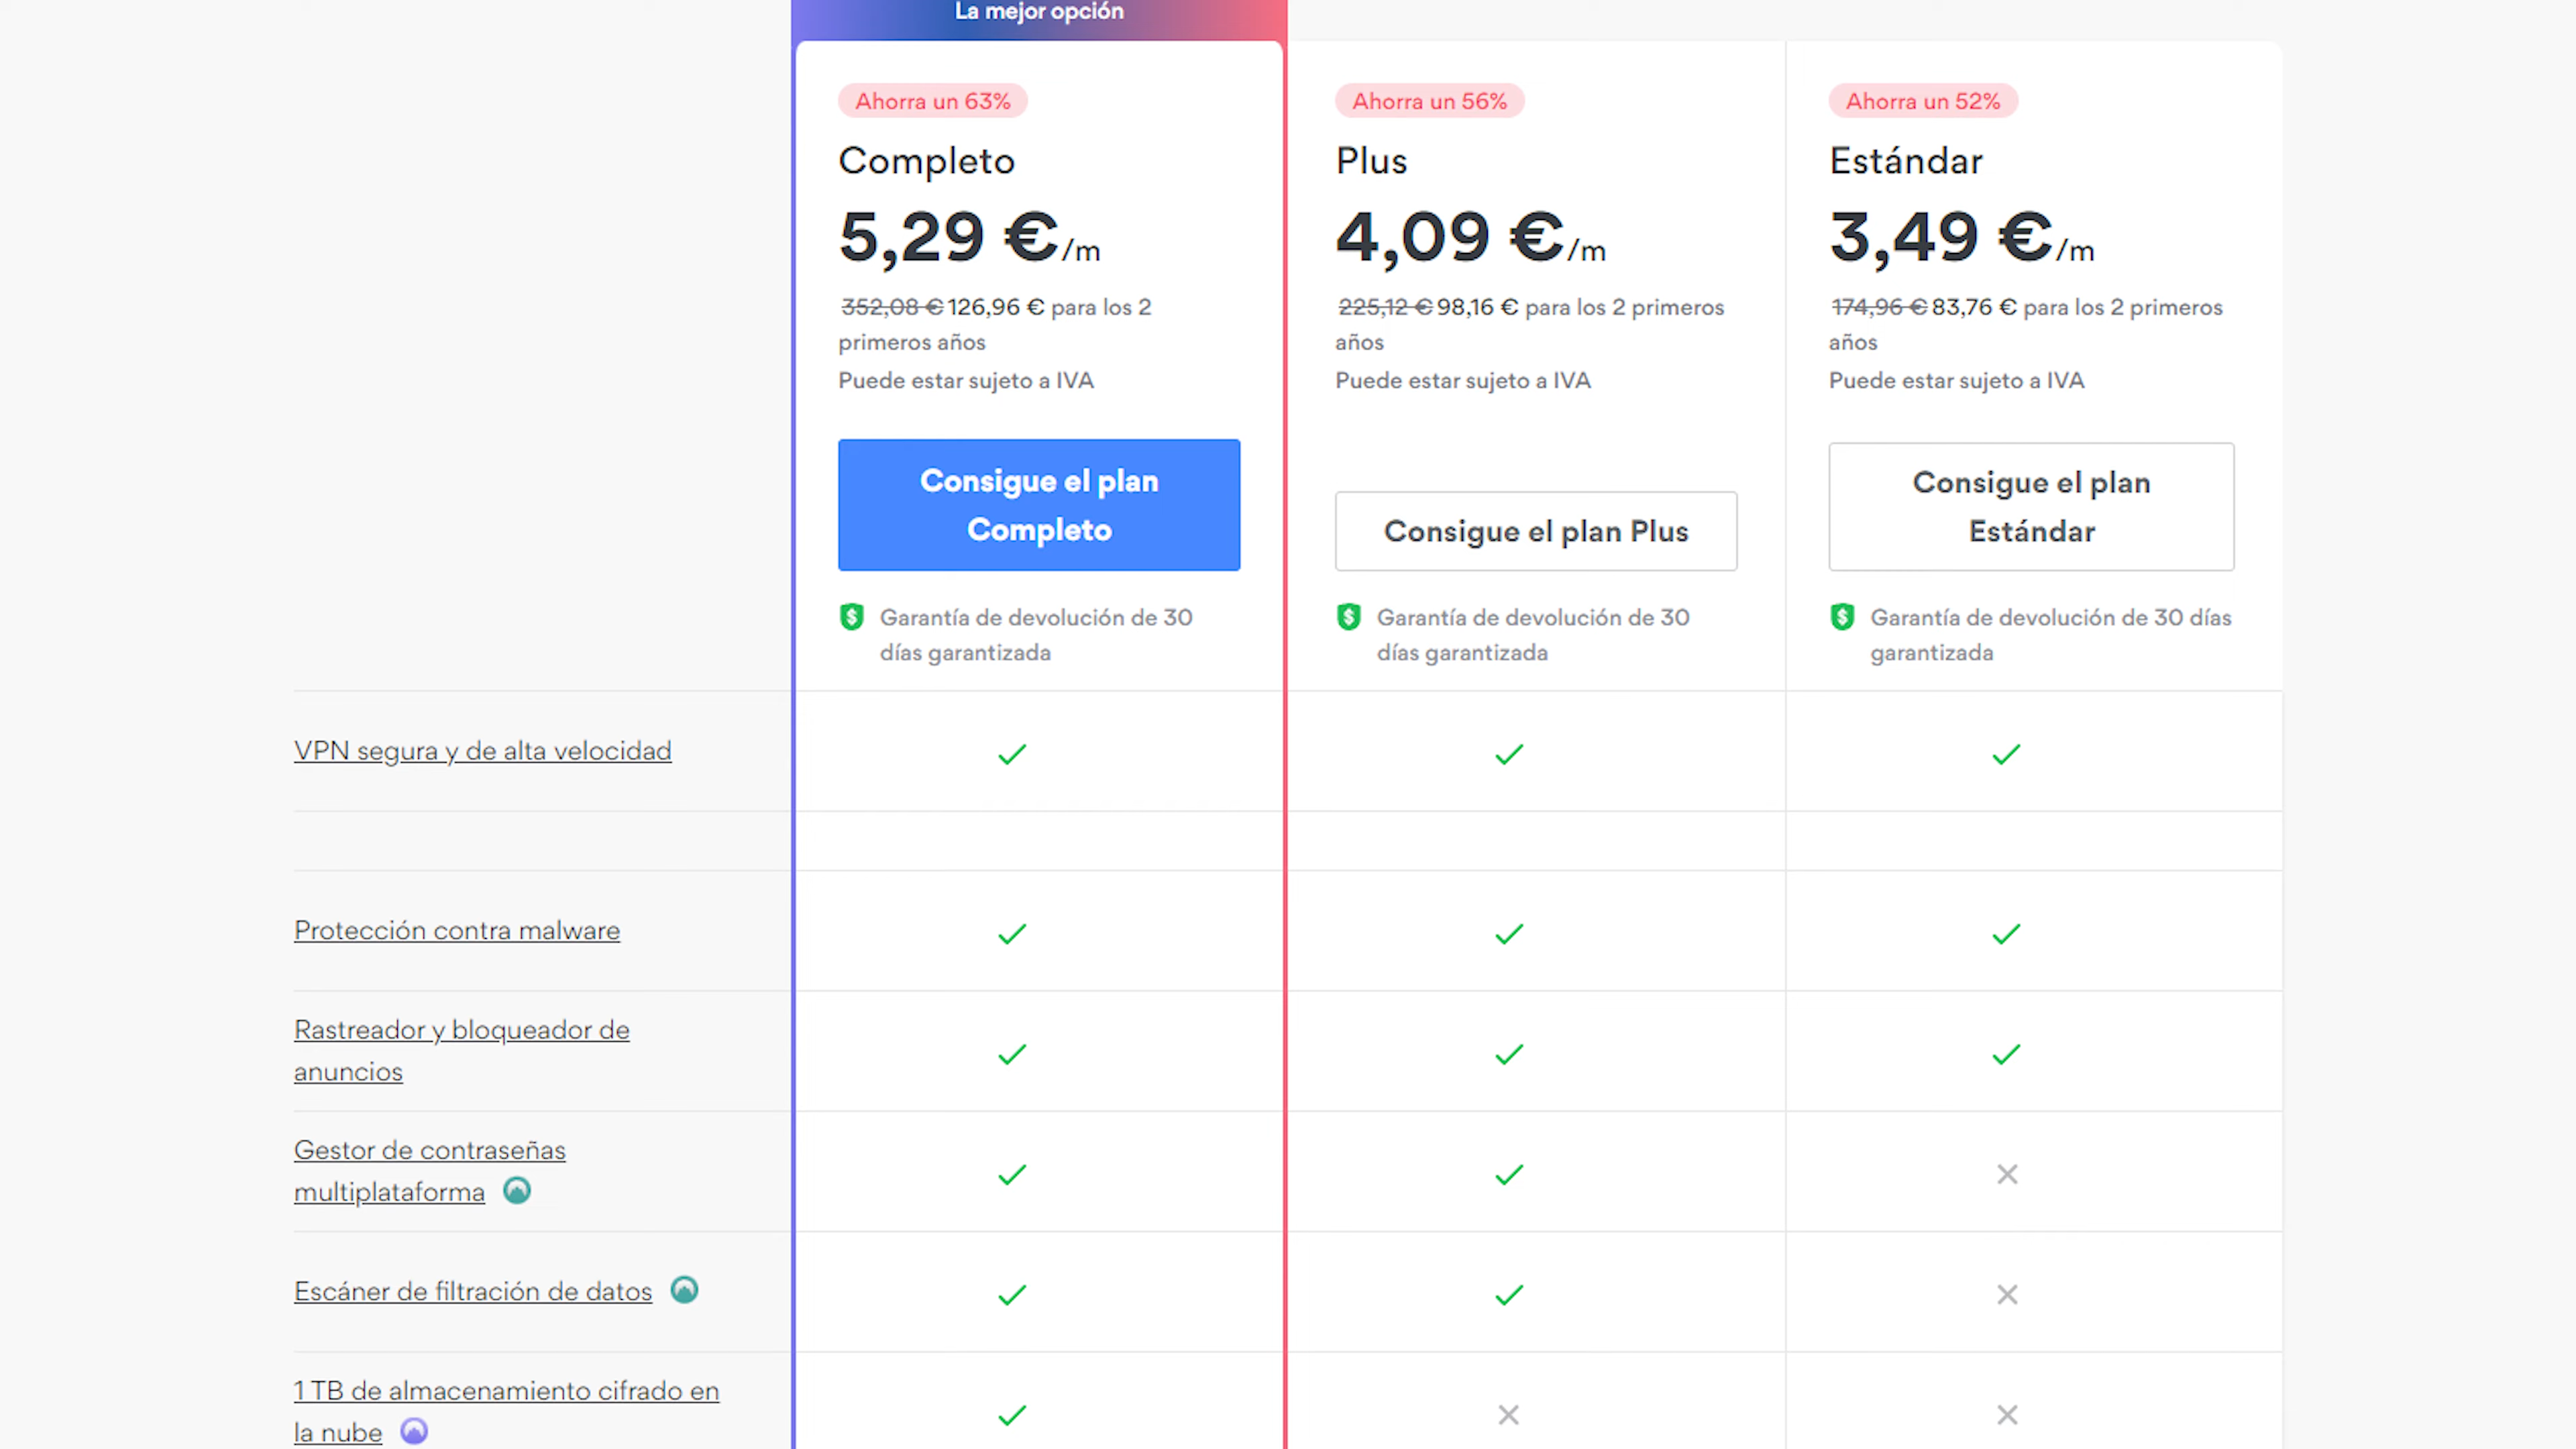 La mejor opción
Ahorra un 63%
Completo
5,29 €/m
352,08 € 126,96 € para los 2
primeros años
Puede estar sujeto a IVA
Consigue el plan
Completo
Garantía de devolución de 30
días garantizada
Ahorra un 56%
Plus
4,09 €/m
225,12 € 98,16 € para los 2 primeros
años
Puede estar sujeto a IVA
Consigue el plan Plus
Garantía de devolución de 30
días garantizada
Ahorra un 52%
Estándar
3,49 €/m
174,96 € 83,76 € para los 2 primeros
años
Puede estar sujeto a IVA
Consigue el plan
Estándar
Garantía de devolución de 30 días
garantizada
VPN segura y de alta velocidad
Protección contra malware
Rastreador y bloqueador de
anuncios
Gestor de contraseñas
multiplataforma
Escáner de filtración de datos
1 TB de almacenamiento cifrado en
la nube